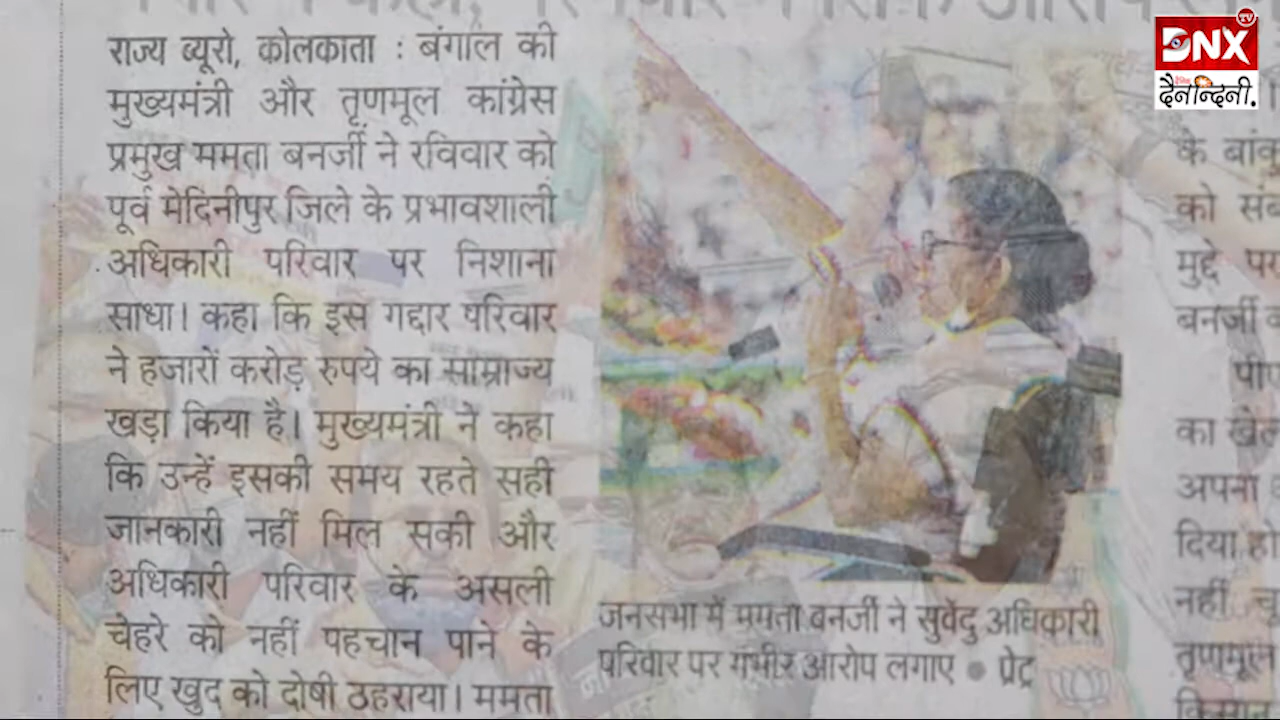 राज्य ब्यूरो, कोलकाता : बंगाल की
मुख्यमंत्री और तृणमूल कांग्रेस
प्रमुख ममता बनर्जी ने रविवार को
पूर्व मेदिनीपुर जिले के प्रभावशाली
अधिकारी परिवार पर निशाना
साधा। कहा कि इस गद्दार परिवार
ने हजारों करोड़ रुपये का साम्राज्य
खड़ा किया है। मुख्यमंत्री ने कहा
कि उन्हें इसकी समय रहते सही
जानकारी नहीं मिल सकी और
अधिकारी परिवार के असली
चेहरे को नहीं पहचान पाने के
लिए खुद को दोषी ठहराया। ममता
जनसभा में ममता बनर्जी ने सुवेंदु अधिकारी
परिवार पर गंभीर आरोप लगाए ● प्रेट्र
DNX TV
दैनन्दिनी.
के
को
मुद्दे पर
का
अपना
दिया हो
नहीं
तृणमूल